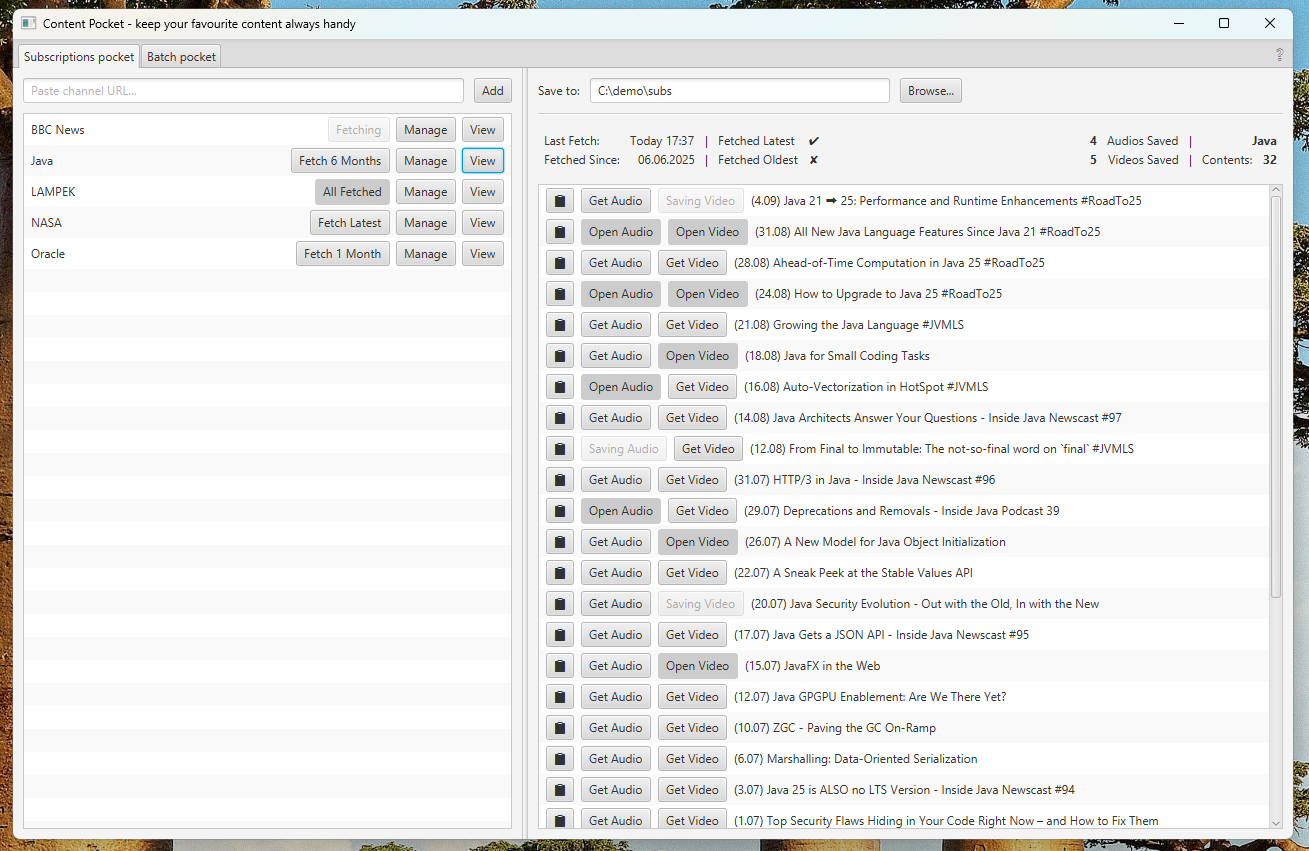 Content Pocket - keep your favourite content always handy
Subscriptions pocket Batch pocket ?
Paste channel URL... Add
BBC News Fetching Manage View
Java Fetch 6 Months Manage View
LAMPEK All Fetched Manage View
NASA Fetch Latest Manage View
Oracle Fetch 1 Month Manage View
Save to: C:\demo\subs Browse...
Last Fetch: Today 17:37 | Fetched Latest ✔ 4 Audios Saved | Java
Fetched Since: 06.06.2025 | Fetched Oldest ✘ 5 Videos Saved | Contents: 32
Get Audio Saving Video (4.09) Java 21 ➡ 25: Performance and Runtime Enhancements #RoadTo25
Open Audio Open Video (31.08) All New Java Language Features Since Java 21 #RoadTo25
Get Audio Get Video (28.08) Ahead-of-Time Computation in Java 25 #RoadTo25
Open Audio Open Video (24.08) How to Upgrade to Java 25 #RoadTo25
Get Audio Get Video (21.08) Growing the Java Language #JVMLS
Get Audio Open Video (18.08) Java for Small Coding Tasks
Open Audio Get Video (16.08) Auto-Vectorization in HotSpot #JVMLS
Get Audio Get Video (14.08) Java Architects Answer Your Questions - Inside Java Newscast #97
Saving Audio Get Video (12.08) From Final to Immutable: The not-so-final word on `final` #JVMLS
Get Audio Get Video (31.07) HTTP/3 in Java - Inside Java Newscast #96
Open Audio Get Video (29.07) Deprecations and Removals - Inside Java Podcast 39
Get Audio Open Video (26.07) A New Model for Java Object Initialization
Get Audio Get Video (22.07) A Sneak Peek at the Stable Values API
Get Audio Saving Video (20.07) Java Security Evolution - Out with the Old, In with the New
Get Audio Get Video (17.07) Java Gets a JSON API - Inside Java Newscast #95
Get Audio Open Video (15.07) JavaFX in the Web
Get Audio Get Video (12.07) Java GPGPU Enablement: Are We There Yet?
Get Audio Get Video (10.07) ZGC - Paving the GC On-Ramp
Get Audio Get Video (6.07) Marshalling: Data-Oriented Serialization
Get Audio Get Video (3.07) Java 25 is ALSO no LTS Version - Inside Java Newscast #94
Get Audio Get Video (1.07) Top Security Flaws Hiding in Your Code Right Now – and How to Fix Them